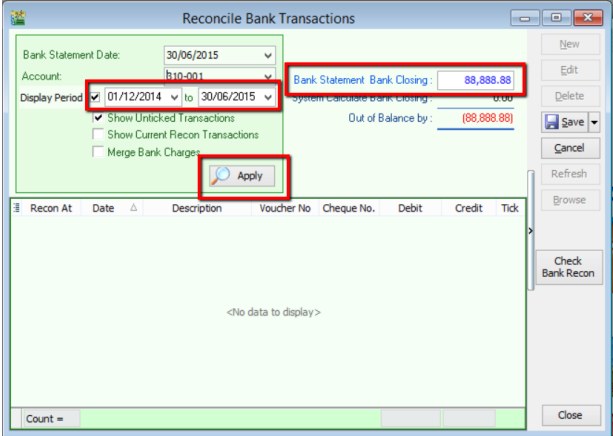 Reconcile Bank Transactions
Bank Statement Date: 30/06/2015
Account: 310-001
Display Period 01/12/2014 to 30/06/2015
Show Unticked Transactions
Show Current Recon Transactions
Merge Bank Charges
Apply
Bank Statement Bank Closing : 88,888.88
System Calculate Bank Closing : 0.00
Out of Balance by : (88,888.88)
New
Edit
Delete
Save
Cancel
Refresh
Browse
Check
Bank Recon
Recon At Date Description Voucher No Cheque No. Debit Credit Tick
<No data to display>
Count =
Close